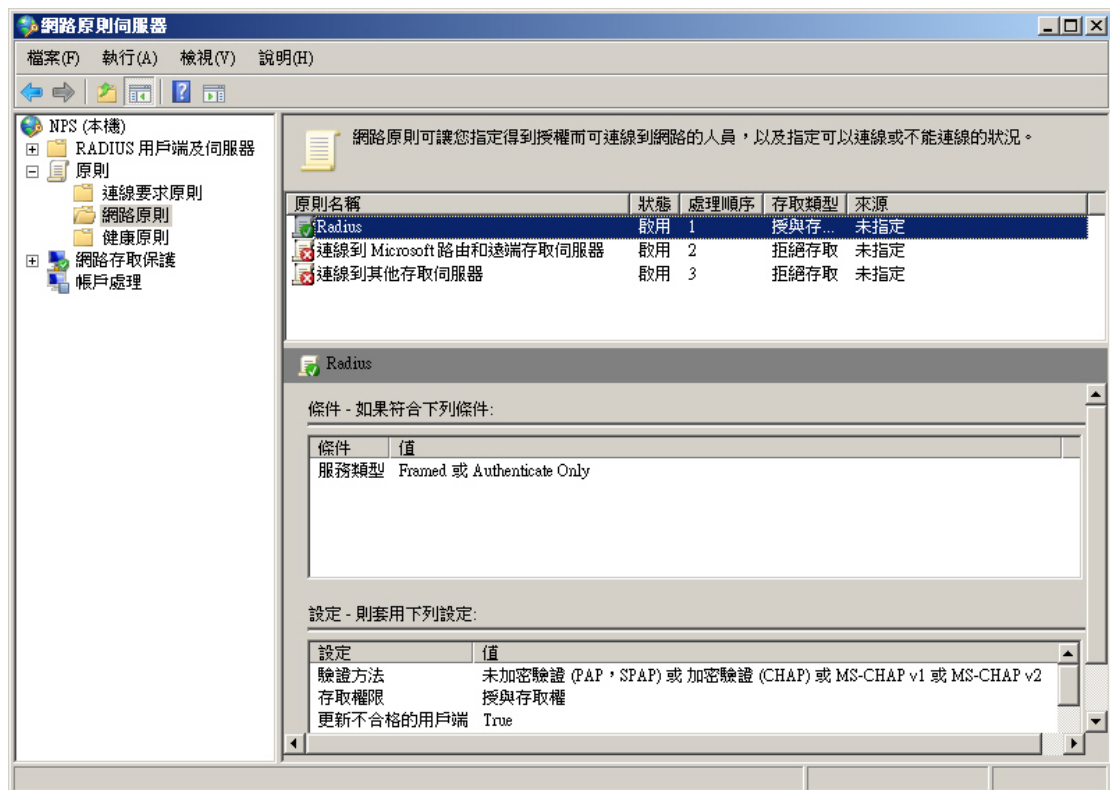 網路原則伺服器
檔案(F) 執行(A) 檢視(V) 說明(H)
NPS (本機)
RADIUS 用戶端及伺服器
原則
連線要求原則
網路原則
健康原則
網路存取保護
帳戶處理
網路原則可讓您指定得到授權而可連線到網路的人員，以及指定可以連線或不能連線的狀況。
原則名稱 狀態 處理順序 存取類型 來源
Radius 啟用 1 授與存... 未指定
連線到 Microsoft 路由和遠端存取伺服器 啟用 2 拒絕存取 未指定
連線到其他存取伺服器 啟用 3 拒絕存取 未指定
Radius
條件 - 如果符合下列條件:
條件 值
服務類型 Framed 或 Authenticate Only
設定 - 則套用下列設定:
設定 值
驗證方法 未加密驗證 (PAP，SPAP) 或 加密驗證 (CHAP) 或 MS-CHAP v1 或 MS-CHAP v2
存取權限 授與存取權
更新不合格的用戶端 True